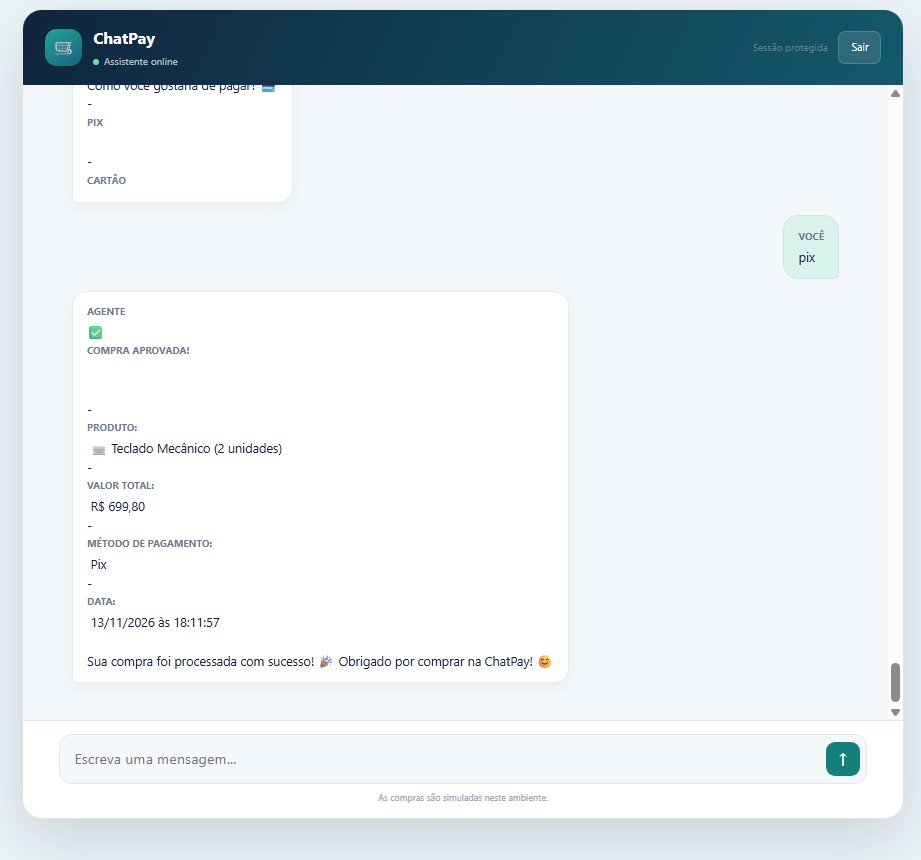 ChatPay
Assistente online
Sessão protegida
Sair
Como você gostaria de pagar?
-
PIX
-
CARTÃO
VOCÊ
pix
AGENTE
✅
COMPRA APROVADA!
-
PRODUTO:
Teclado Mecânico (2 unidades)
-
VALOR TOTAL:
R$ 699,80
-
MÉTODO DE PAGAMENTO:
Pix
-
DATA:
13/11/2026 às 18:11:57
Sua compra foi processada com sucesso! 🎉 Obrigado por comprar na ChatPay! 😊
Escreva uma mensagem...
As compras são simuladas neste ambiente.